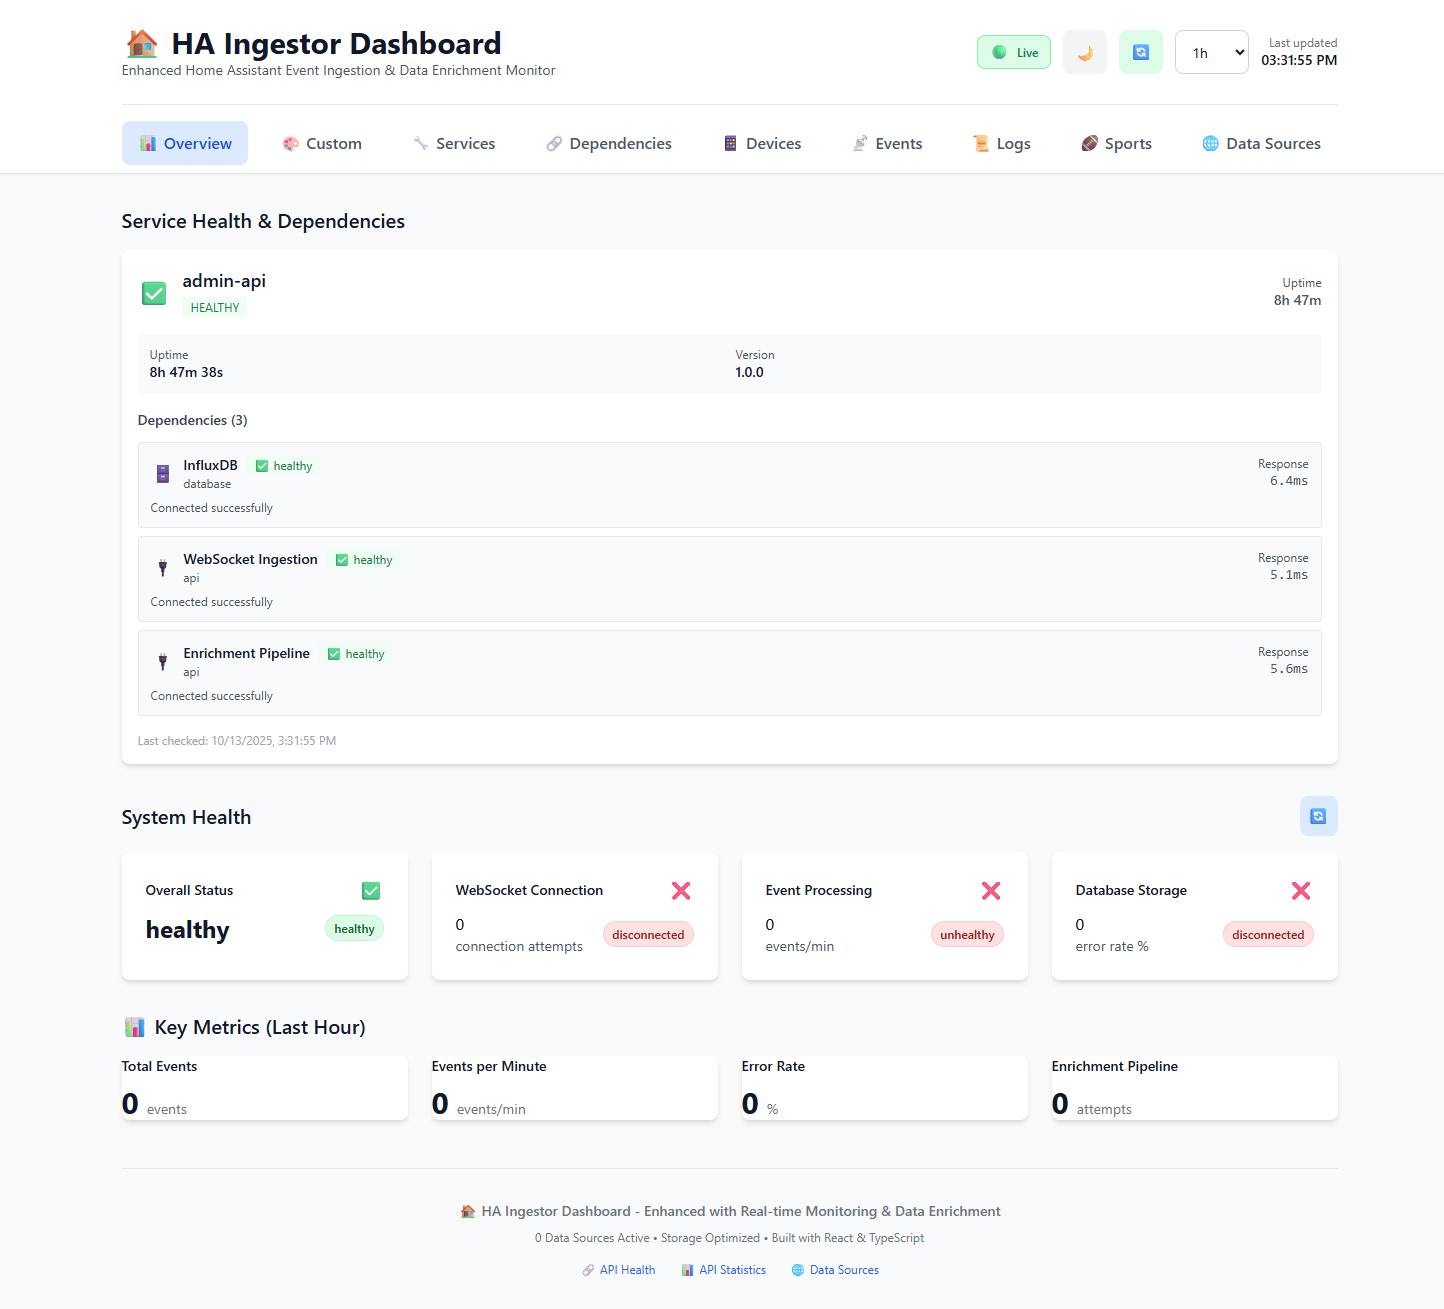 HA Ingestor Dashboard
Enhanced Home Assistant Event Ingestion & Data Enrichment Monitor
Live
1h
Last updated
03:31:55 PM
Overview
Custom
Services
Dependencies
Devices
Events
Logs
Sports
Data Sources
Service Health & Dependencies
admin-api
HEALTHY
Uptime
8h 47m
Uptime
8h 47m 38s
Version
1.0.0
Dependencies (3)
InfluxDB
healthy
database
Connected successfully
Response
6.4ms
WebSocket Ingestion
healthy
api
Connected successfully
Response
5.1ms
Enrichment Pipeline
healthy
api
Connected successfully
Response
5.6ms
Last checked: 10/13/2025, 3:31:55 PM
System Health
Overall Status
healthy
healthy
WebSocket Connection
0
connection attempts
disconnected
Event Processing
0
events/min
unhealthy
Database Storage
0
error rate %
disconnected
Key Metrics (Last Hour)
Total Events
0 events
Events per Minute
0 events/min
Error Rate
0 %
Enrichment Pipeline
0 attempts
HA Ingestor Dashboard - Enhanced with Real-time Monitoring & Data Enrichment
0 Data Sources Active • Storage Optimized • Built with React & TypeScript
API Health
API Statistics
Data Sources